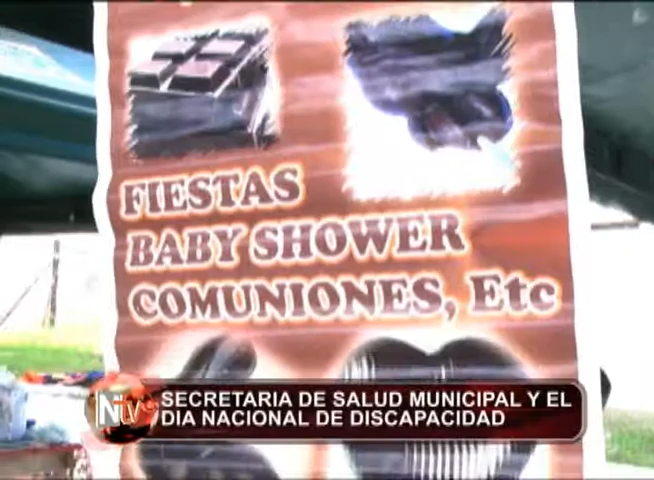 FIESTAS
BABY SHOWER
COMUNIONES, Etc
NTV
SECRETARIA DE SALUD MUNICIPAL Y EL
DIA NACIONAL DE DISCAPACIDAD